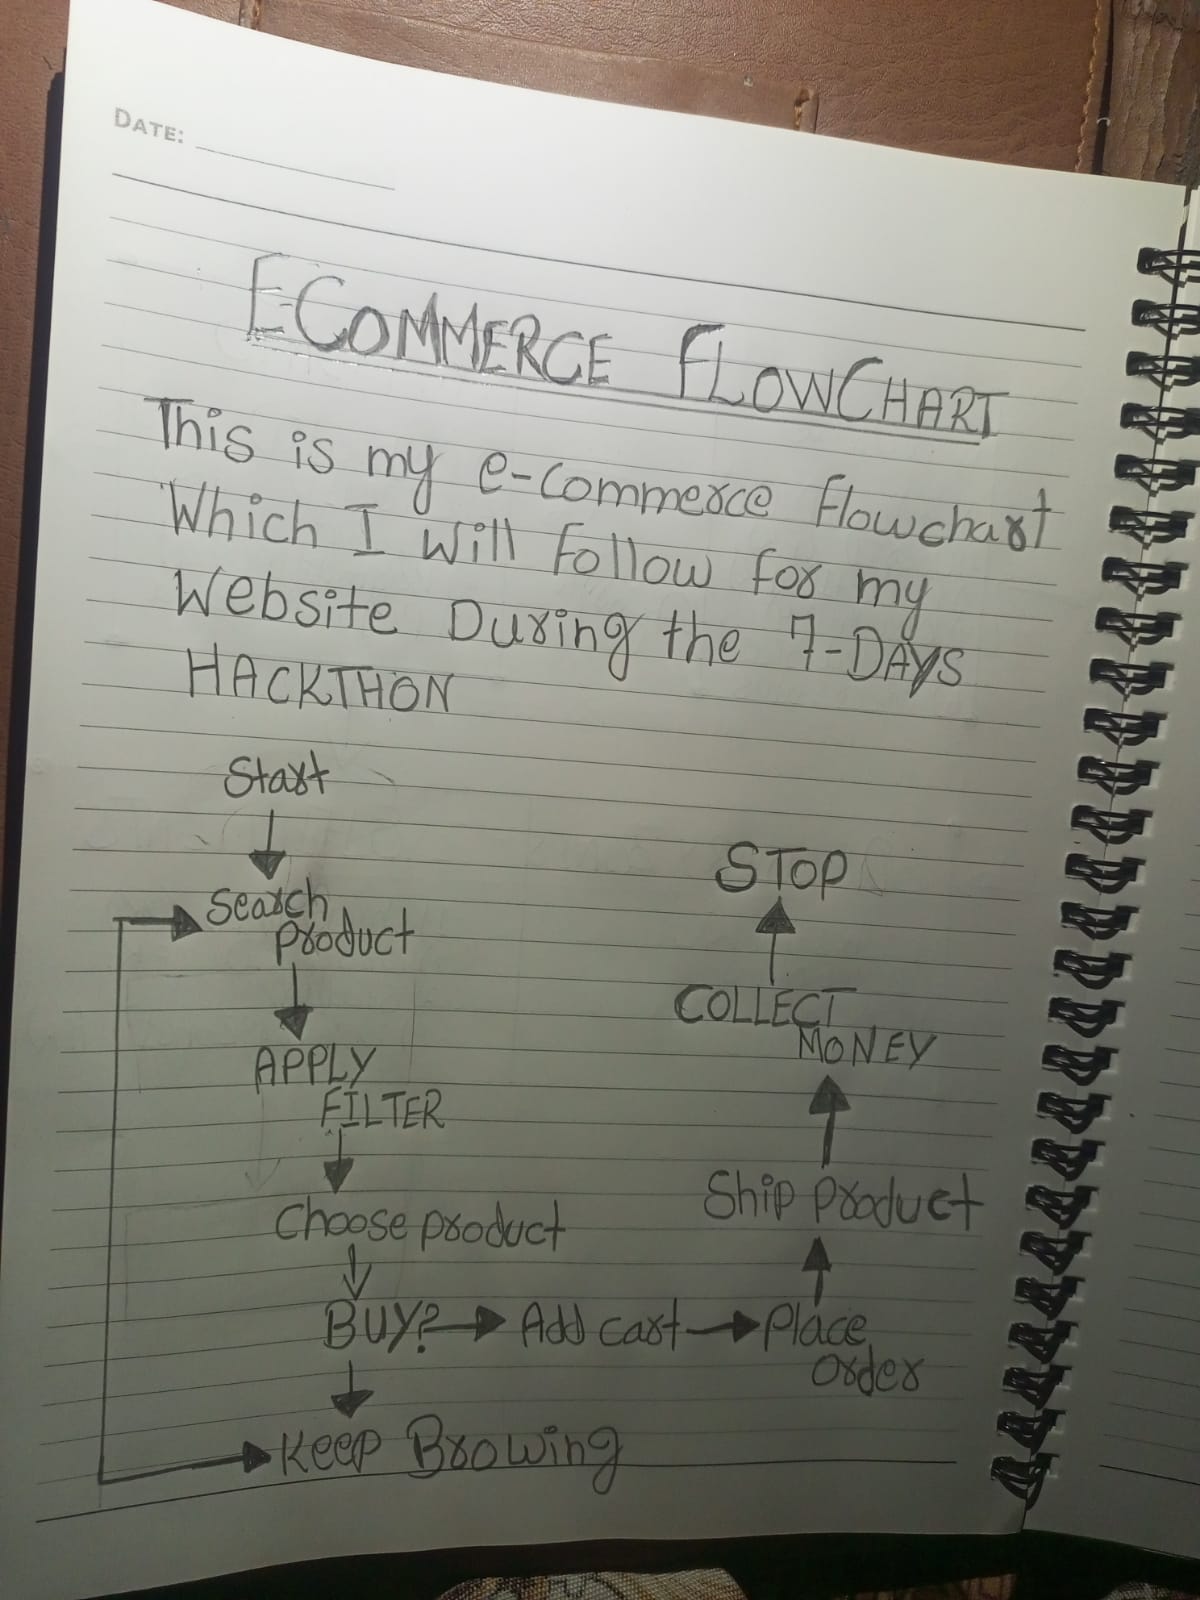 DATE:
E-COMMERCE FLOWCHART
This is my e-commerce flowchart
Which I will follow for my
Website During the 7-DAYS
HACKTHON
Start
Search
product
APPLY
FILTER
Choose product
BUY?
Add cart
Place
order
Keep Browing
Ship product
COLLECT
MONEY
STOP